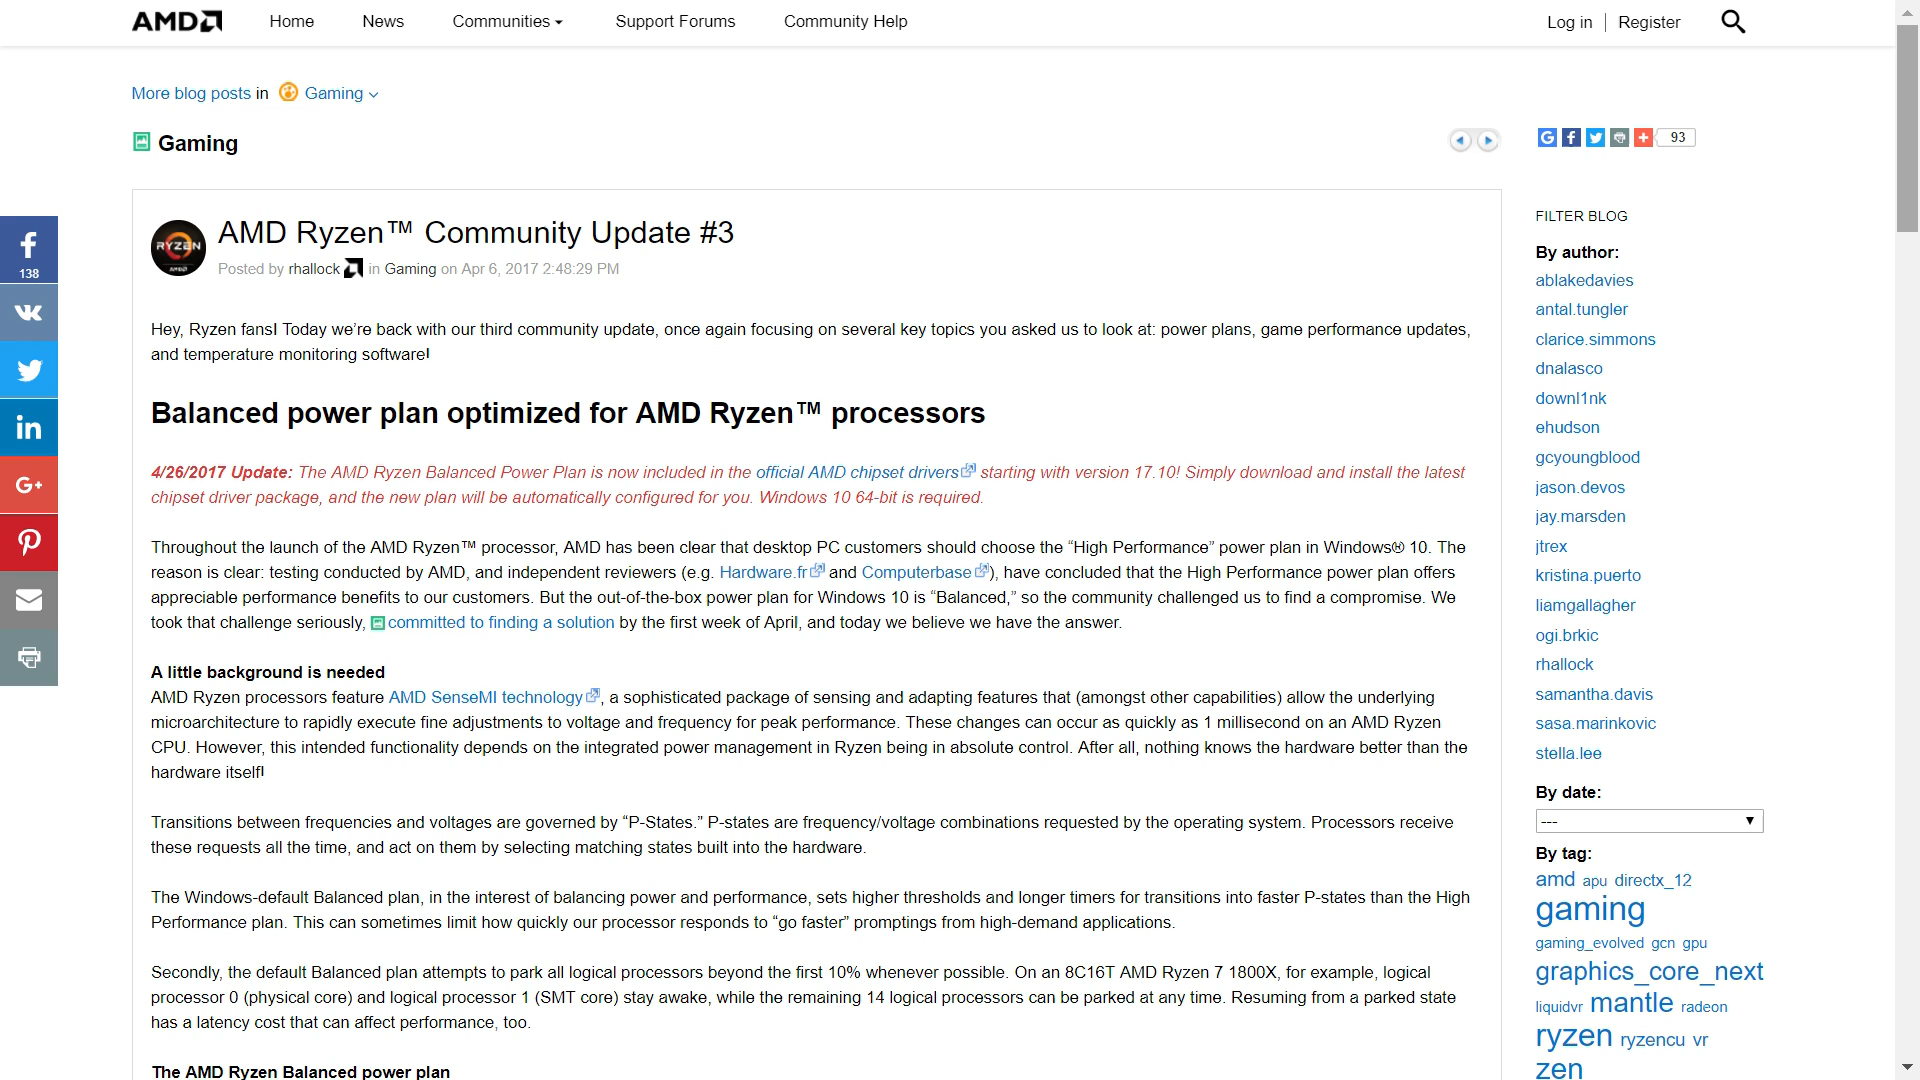 AMD Home News Communities Support Forums Community Help Log in Register
More blog posts in Gaming
Gaming
93
AMD Ryzen™ Community Update #3
Posted by rhallock in Gaming on Apr 6, 2017 2:48:29 PM
138
Hey, Ryzen fans! Today we’re back with our third community update, once again focusing on several key topics you asked us to look at: power plans, game performance updates,
and temperature monitoring software!
Balanced power plan optimized for AMD Ryzen™ processors
4/26/2017 Update: The AMD Ryzen Balanced Power Plan is now included in the official AMD chipset drivers starting with version 17.10! Simply download and install the latest
chipset driver package, and the new plan will be automatically configured for you. Windows 10 64-bit is required.
Throughout the launch of the AMD Ryzen™ processor, AMD has been clear that desktop PC customers should choose the “High Performance” power plan in Windows® 10. The
reason is clear: testing conducted by AMD, and independent reviewers (e.g. Hardware.fr and Computerbase), have concluded that the High Performance power plan offers
appreciable performance benefits to our customers. But the out-of-the-box power plan for Windows 10 is “Balanced,” so the community challenged us to find a compromise. We
took that challenge seriously, committed to finding a solution by the first week of April, and today we believe we have the answer.
A little background is needed
AMD Ryzen processors feature AMD SenseMI technology, a sophisticated package of sensing and adapting features that (amongst other capabilities) allow the underlying
microarchitecture to rapidly execute fine adjustments to voltage and frequency for peak performance. These changes can occur as quickly as 1 millisecond on an AMD Ryzen
CPU. However, this intended functionality depends on the integrated power management in Ryzen being in absolute control. After all, nothing knows the hardware better than the
hardware itself!
Transitions between frequencies and voltages are governed by “P-States.” P-states are frequency/voltage combinations requested by the operating system. Processors receive
these requests all the time, and act on them by selecting matching states built into the hardware.
The Windows-default Balanced plan, in the interest of balancing power and performance, sets higher thresholds and longer timers for transitions into faster P-states than the High
Performance plan. This can sometimes limit how quickly our processor responds to “go faster” promptings from high-demand applications.
Secondly, the default Balanced plan attempts to park all logical processors beyond the first 10% whenever possible. On an 8C16T AMD Ryzen 7 1800X, for example, logical
processor 0 (physical core) and logical processor 1 (SMT core) stay awake, while the remaining 14 logical processors can be parked at any time. Resuming from a parked state
has a latency cost that can affect performance, too.
The AMD Ryzen Balanced power plan
FILTER BLOG
By author:
ablakedavies
antal.tungler
clarice.simmons
dnalasco
downl1nk
ehudson
gcyoungblood
jason.devos
jay.marsden
jtrex
kristina.puerto
liamgallagher
ogi.brkic
rhallock
samantha.davis
sasa.marinkovic
stella.lee
By date:
---
By tag:
amd apu directx_12
gaming
gaming_evolved gcn gpu
graphics_core_next
liquidvr mantle radeon
ryzen ryzencu vr
zen